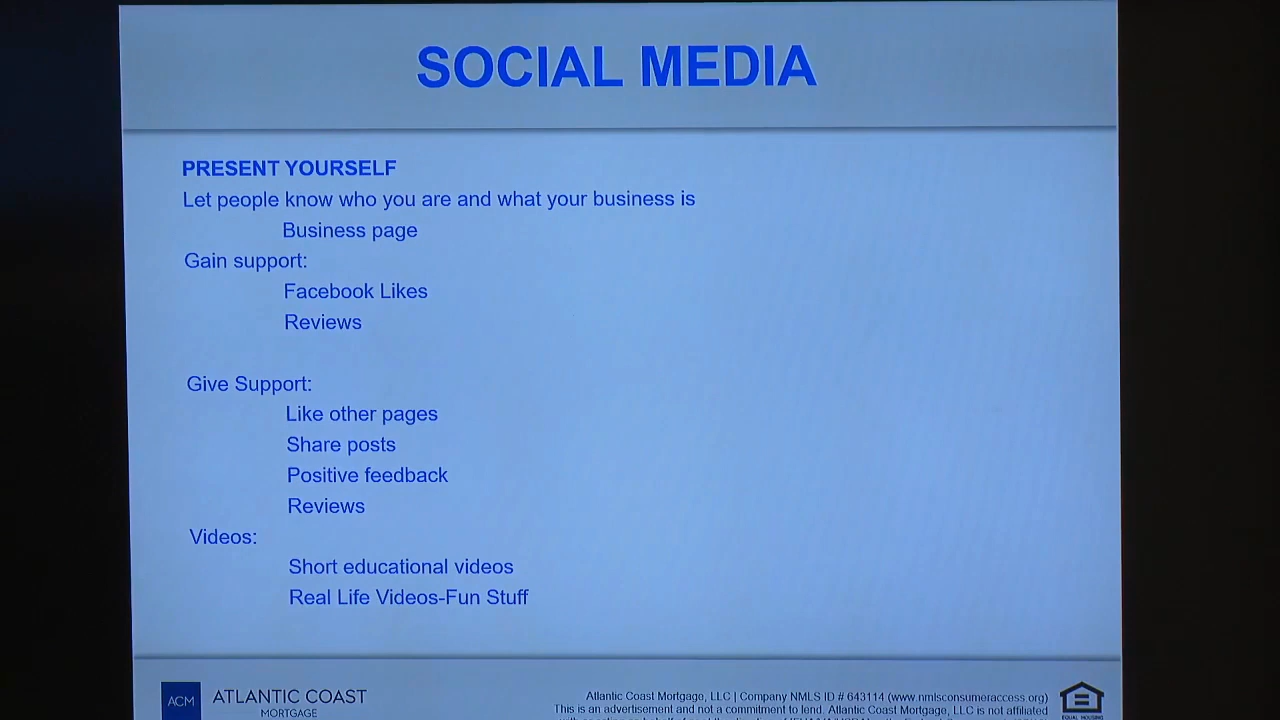 SOCIAL MEDIA
PRESENT YOURSELF
Let people know who you are and what your business is
Business page
Gain support:
Facebook Likes
Reviews
Give Support:
Like other pages
Share posts
Positive feedback
Reviews
Videos:
Short educational videos
Real Life Videos-Fun Stuff
ACM
ATLANTIC COAST
MORTGAGE
Atlantic Coast Mortgage, LLC | Company NMLS ID # 643114 (www.nmlsconsumeraccess.org)
This is an advertisement and not a commitment to lend. Atlantic Coast Mortgage, LLC is not affiliated
EQUAL HOUSING